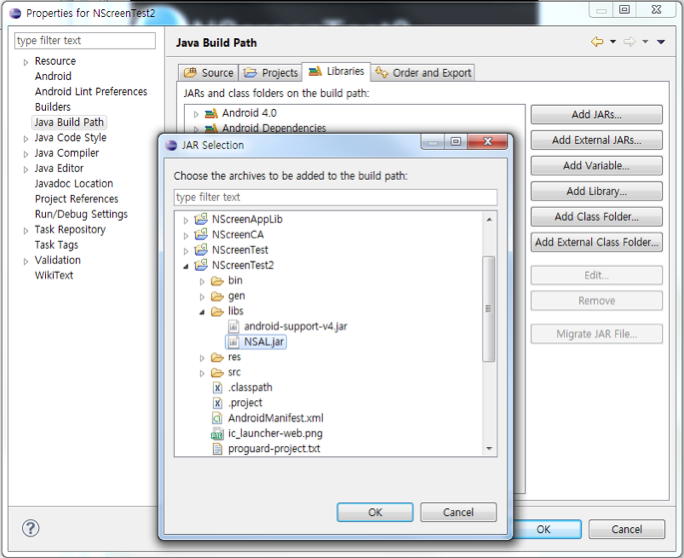 Properties for NScreenTest2
type filter text
Resource
Android
Android Lint Preferences
Builders
Java Build Path
Java Code Style
Java Compiler
Java Editor
Javadoc Location
Project References
Run/Debug Settings
Task Repository
Task Tags
Validation
WikiText
Java Build Path
Source
Projects
Libraries
Order and Export
JARs and class folders on the build path:
Android 4.0
Android Dependencies
Add JARs...
Add External JARs...
Add Variable...
Add Library...
Add Class Folder...
Add External Class Folder...
Edit...
Remove
Migrate JAR File...
JAR Selection
Choose the archives to be added to the build path:
type filter text
NScreenAppLib
NScreenCA
NScreenTest
NScreenTest2
bin
gen
libs
android-support-v4.jar
NSAL.jar
res
src
.classpath
.project
AndroidManifest.xml
ic_launcher-web.png
proguard-project.txt
OK
Cancel
OK
Cancel